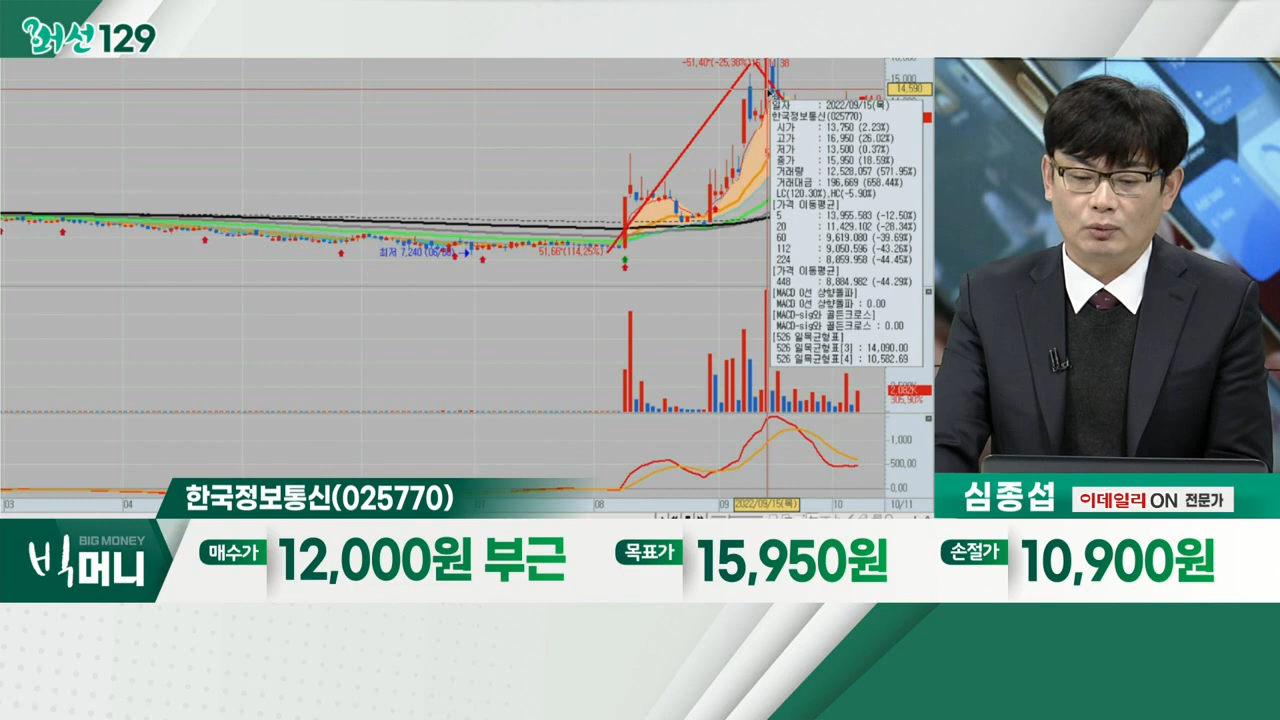 최선129
-51,40°(-25,38%)
15,000
14,590
일자 : 2022/09/15(목)
한국정보통신(025770)
시가 : 13,750 (2.23%)
고가 : 16,950 (26.02%)
저가 : 13,500 (0.37%)
종가 : 15,950 (18.59%)
거래량 : 12,528,057 (571.95%)
거래대금 : 196,669 (658.44%)
LC(120.30%),HC(-5.90%)
[가격 이동평균]
5 : 13,955.583 (-12.50%)
20 : 11,429.102 (-28.34%)
60 : 9,619.080 (-39.69%)
112 : 9,050.596 (-43.26%)
224 : 8,859.958 (-44.45%)
[가격 이동평균]
448 : 8,884.982 (-44.29%)
[MACD 0선 상향돌파]
MACD 0선 상향돌파 : 0.00
[MACD-sig와 골든크로스]
MACD-sig와 골든크로스 : 0.00
[526 일목균형표]
526 일목균형표[3] : 14,090.00
526 일목균형표[4] : 10,582.69
51,66°(114,25%)
2,082K
305,90%
1,000
500,00
0,00
03 04 07 08 09 2022/09/15(목) 10 10/11
한국정보통신(025770)
심종섭 이데일리 ON 전문가
BIG MONEY
빅머니
매수가 12,000원 부근 목표가 15,950원 손절가 10,900원